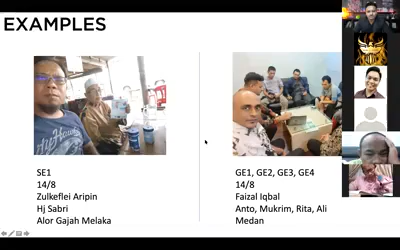 EXAMPLES
SE1
14/8
Zulkeflei Aripin
Hj Sabri
Alor Gajah Melaka
GE1, GE2, GE3, GE4
14/8
Faizal Iqbal
Anto, Mukrim, Rita, Ali
Medan